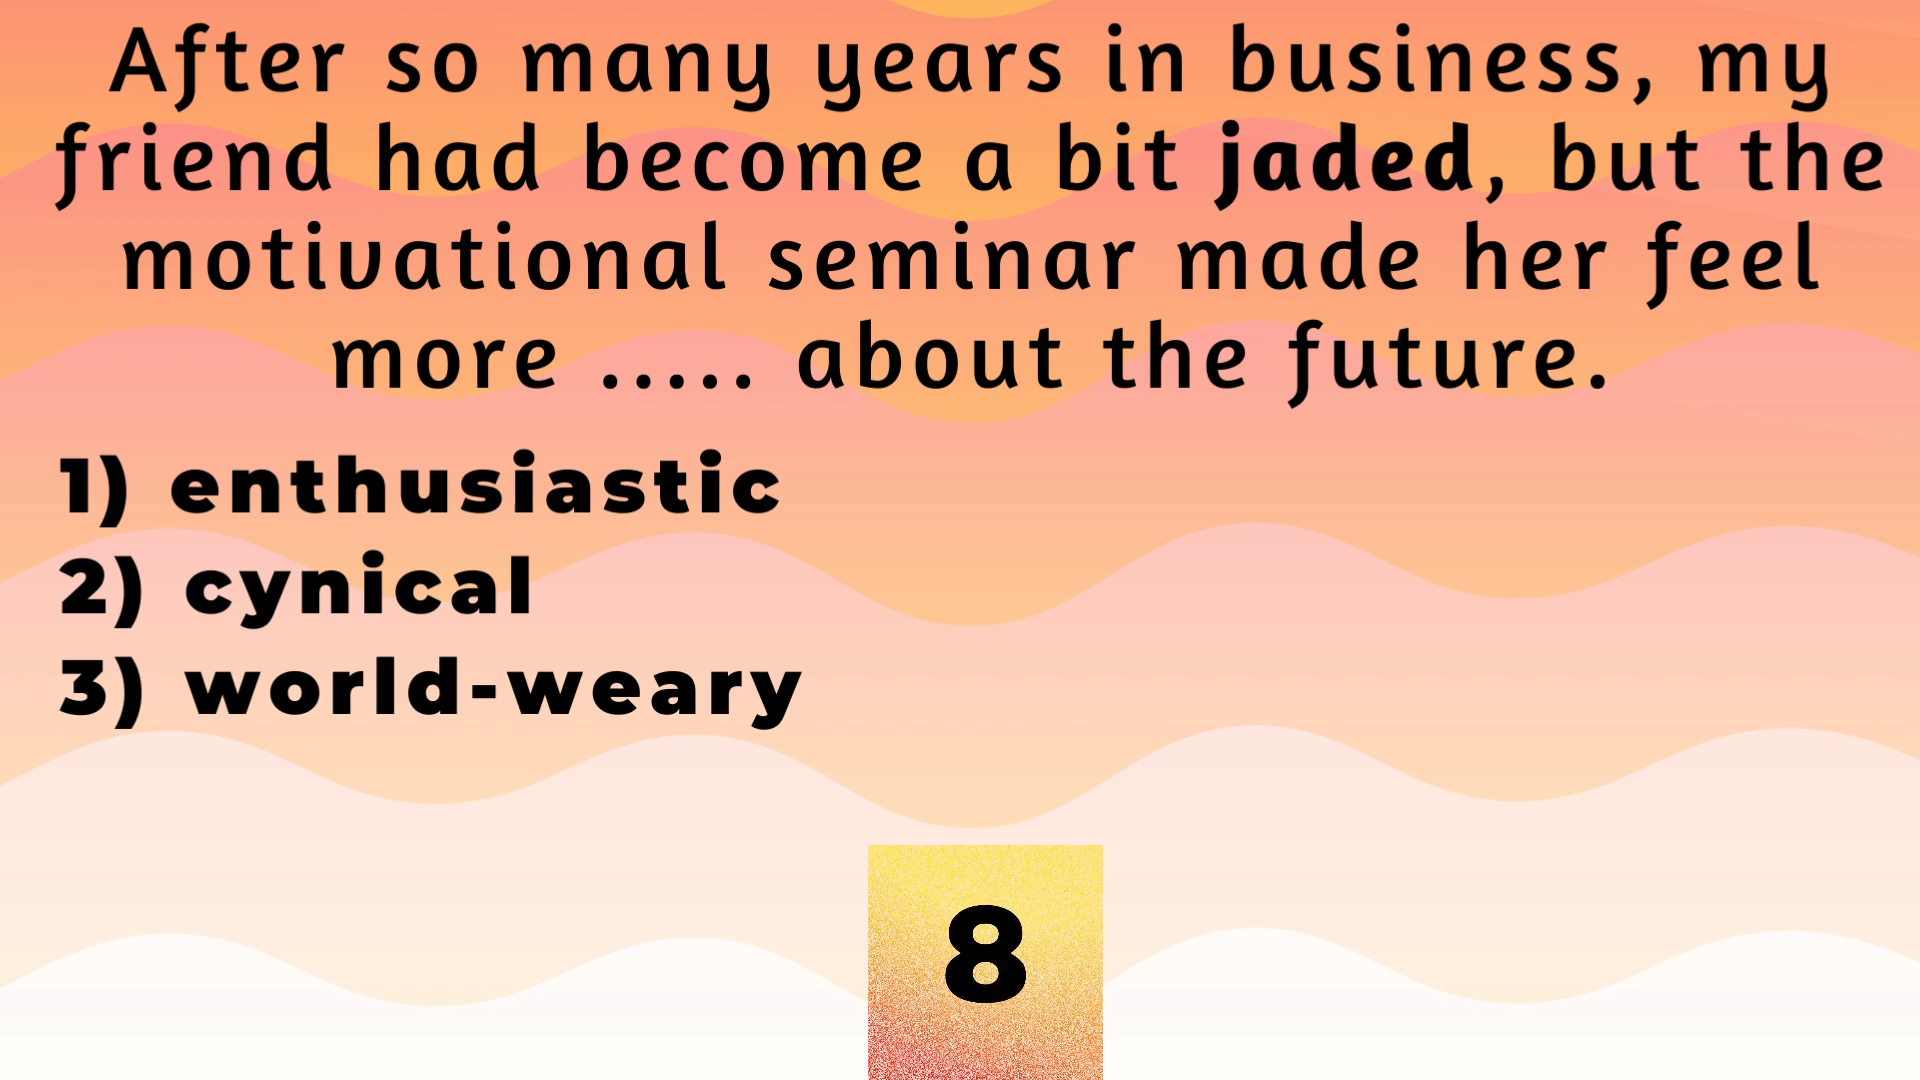 After so many years in business, my
friend had become a bit jaded, but the
motivational seminar made her feel
more ..... about the future.
1) enthusiastic
2) cynical
3) world-weary
8